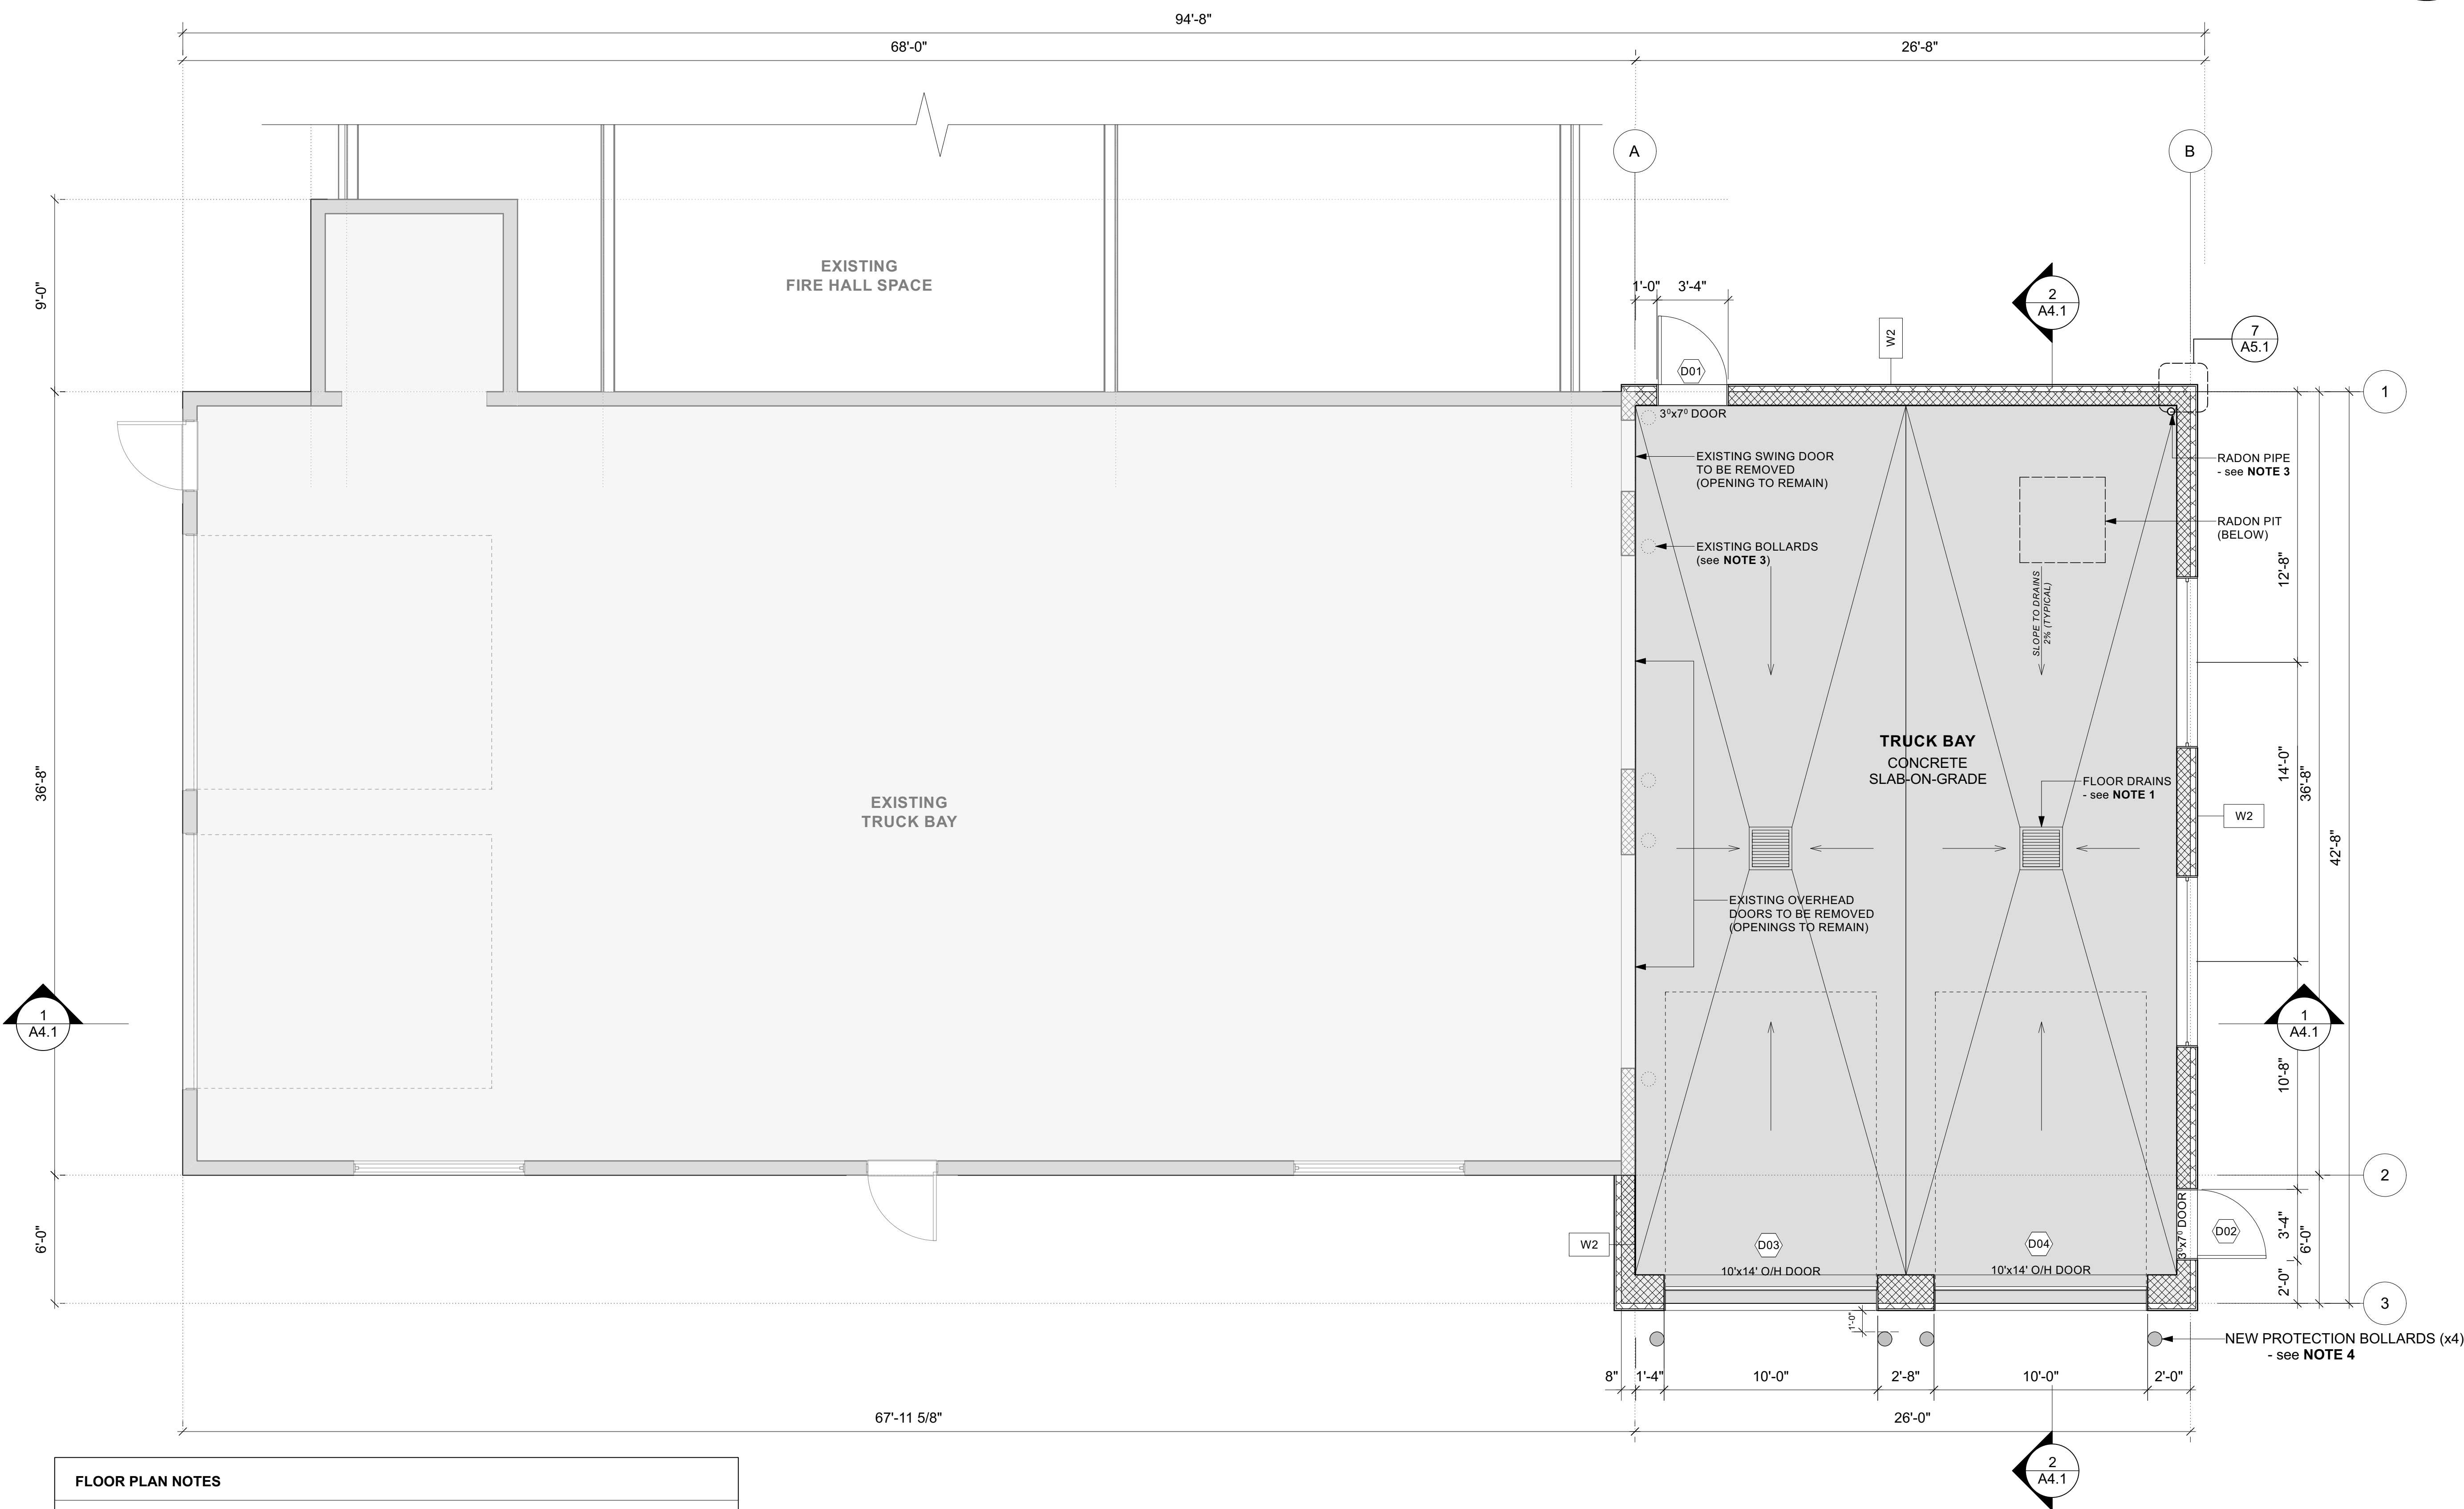 94'-8"
68'-0"
26'-8"
A
B
9'-0"
EXISTING
FIRE HALL SPACE
1'-0"
3'-4"
2
A4.1
W2
7
A5.1
D01
1
3⁰x7⁰ DOOR
EXISTING SWING DOOR
TO BE REMOVED
(OPENING TO REMAIN)
RADON PIPE
- see NOTE 3
RADON PIT
(BELOW)
EXISTING BOLLARDS
(see NOTE 3)
SLOPE TO DRAINS
2% (TYPICAL)
12'-8"
TRUCK BAY
CONCRETE
SLAB-ON-GRADE
36'-8"
EXISTING
TRUCK BAY
FLOOR DRAINS
- see NOTE 1
14'-0"
36'-8"
W2
42'-8"
EXISTING OVERHEAD
DOORS TO BE REMOVED
(OPENINGS TO REMAIN)
1
A4.1
1
A4.1
10'-8"
2
6'-0"
W2
D03
10'x14' O/H DOOR
D04
10'x14' O/H DOOR
3⁰x7⁰ DOOR
D02
3'-4"
6'-0"
2'-0"
3
1'-0"
NEW PROTECTION BOLLARDS (x4)
- see NOTE 4
8"
1'-4"
10'-0"
2'-8"
10'-0"
2'-0"
67'-11 5/8"
26'-0"
2
A4.1
FLOOR PLAN NOTES